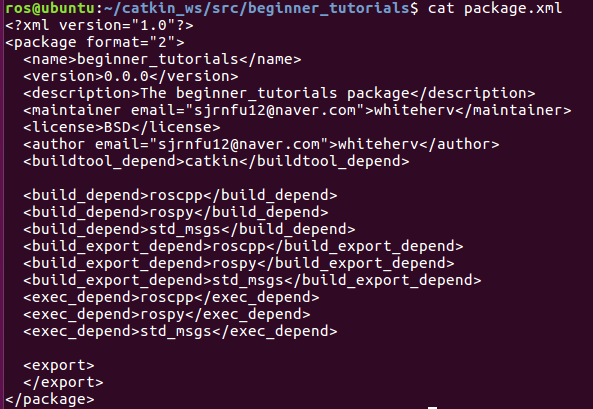 ros@ubuntu:~/catkin_ws/src/beginner_tutorials$ cat package.xml
<?xml version="1.0"?>
<package format="2">
  <name>beginner_tutorials</name>
  <version>0.0.0</version>
  <description>The beginner_tutorials package</description>
  <maintainer email="sjrnfu12@naver.com">whiteherv</maintainer>
  <license>BSD</license>
  <author email="sjrnfu12@naver.com">whiteherv</author>
  <buildtool_depend>catkin</buildtool_depend>

  <build_depend>roscpp</build_depend>
  <build_depend>rospy</build_depend>
  <build_depend>std_msgs</build_depend>
  <build_export_depend>roscpp</build_export_depend>
  <build_export_depend>rospy</build_export_depend>
  <build_export_depend>std_msgs</build_export_depend>
  <exec_depend>roscpp</exec_depend>
  <exec_depend>rospy</exec_depend>
  <exec_depend>std_msgs</exec_depend>

  <export>
  </export>
</package>